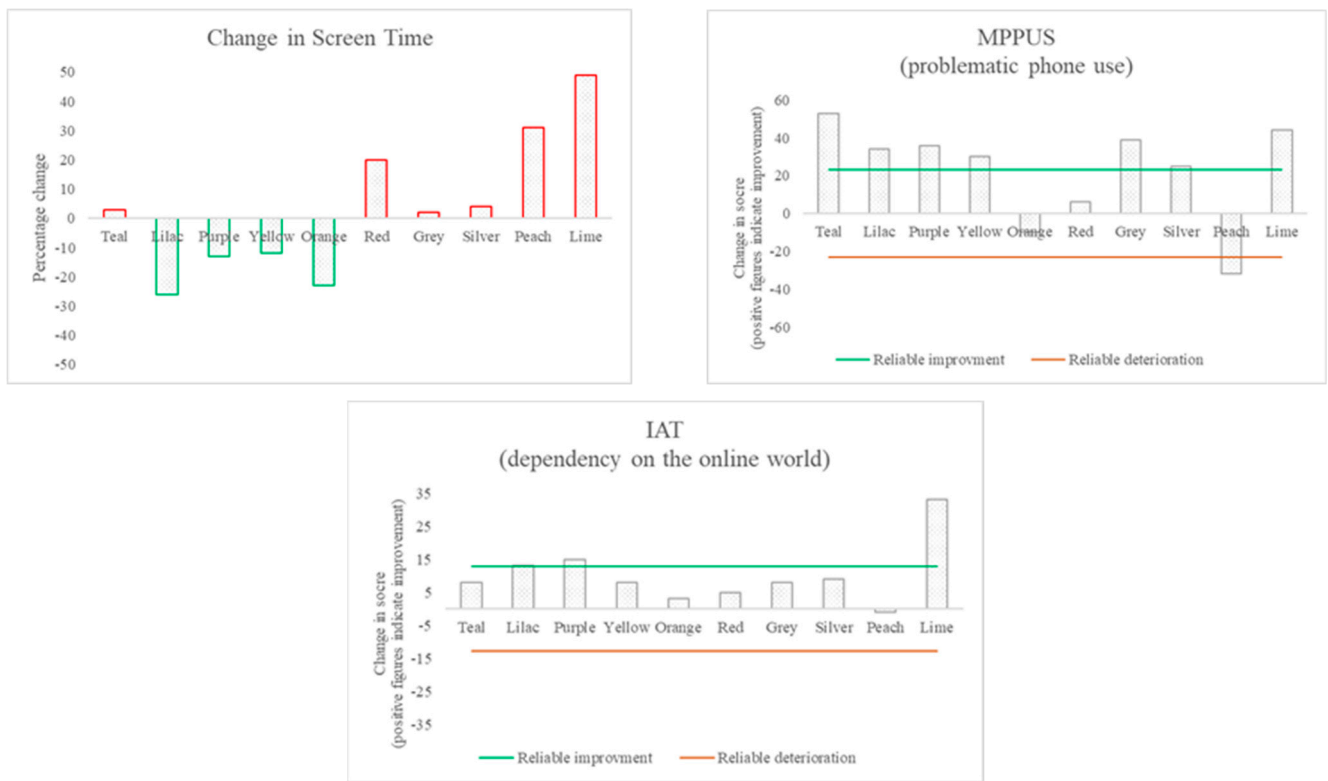 Change in Screen Time
Percentage change
50
40
30
20
10
0
-10
-20
-30
-40
-50
Teal Lilac Purple Yellow Orange Red Grey Silver Peach Lime
MPPUS
(problematic phone use)
Change in socre
(positive figures indicate improvement)
60
40
20
0
-20
-40
-60
Teal Lilac Purple Yellow Orange Red Grey Silver Peach Lime
Reliable improvment Reliable deterioration
IAT
(dependency on the online world)
Change in socre
(positive figures indicate improvement)
35
25
15
5
-5
-15
-25
-35
Teal Lilac Purple Yellow Orange Red Grey Silver Peach Lime
Reliable improvment Reliable deterioration